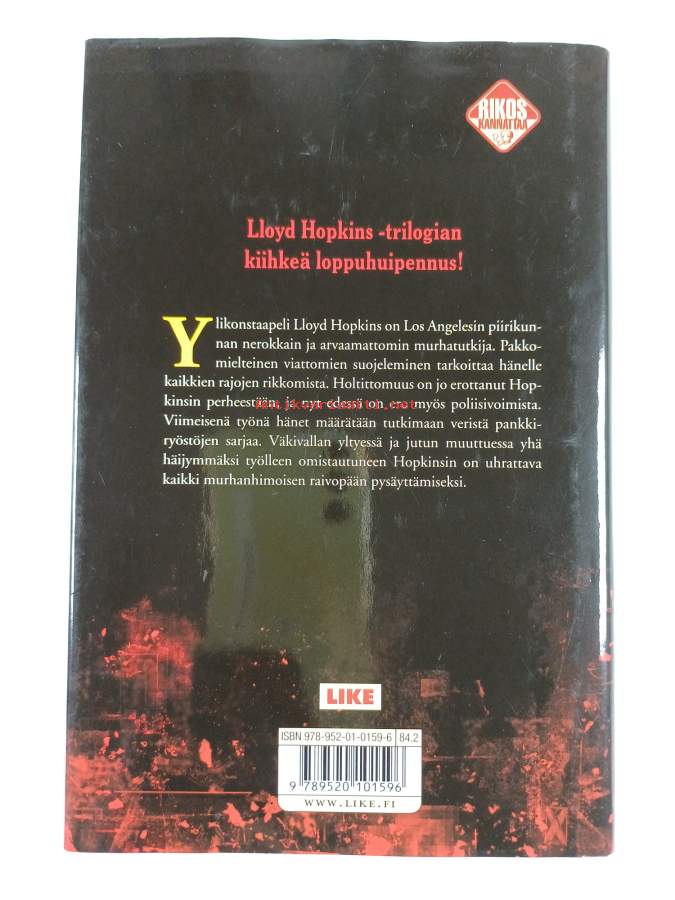 RIKOS
KANNATTAA
Lloyd Hopkins -trilogian
kiihkeä loppuhuipennus!
Ylikonstaapeli Lloyd Hopkins on Los Angelesin piirikun-
nan nerokkain ja arvaamattomin murhatutkija. Pakko-
mielteinen viattomien suojeleminen tarkoittaa hänelle
kaikkien rajojen rikkomista. Holtittomuus on jo erottanut Hop-
kinsin perheestään, ja nyt edessä on ero myös poliisivoimista.
Viimeisenä työnä hänet määrätään tutkimaan veristä pankki-
ryöstöjen sarjaa. Väkivallan yltyessä ja jutun muuttuessa yhä
häijymmäksi työlleen omistautuneen Hopkinsin on uhrattava
kaikki murhanhimoisen raivopään pysäyttämiseksi.
LIKE
ISBN 978-952-01-0159-6 84.2
9 789520 101596
WWW.LIKE.FI